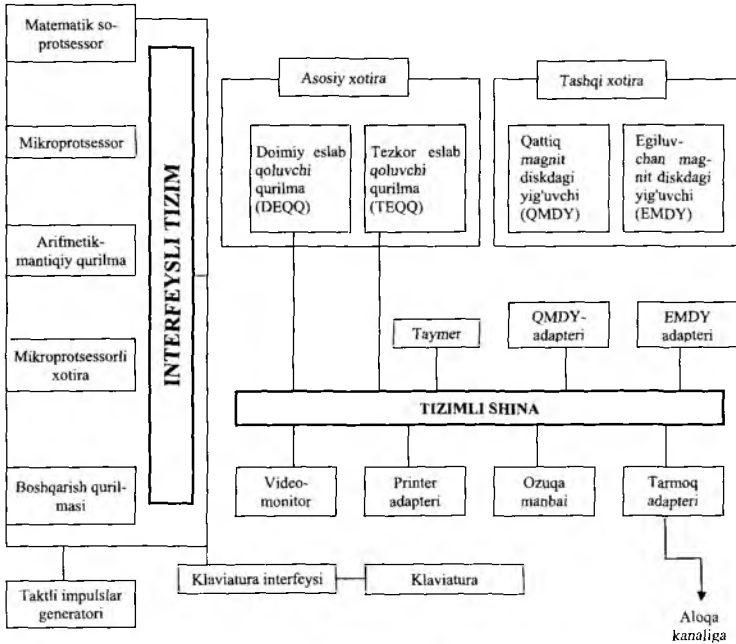 Matematik so-
protsessor
Mikroprotsessor
Arifmetik-
mantiqiy qurilma
Mikroprotsessorli
xotira
Boshqarish quril-
masi
Taktli impulslar
generatori
INTERFEYSLI TIZIM
Asosiy xotira
Doimiy eslab
qoluvchi
qurilma
(DEQQ)
Tezkor eslab
qoluvchi
qurilma
(TEQQ)
Tashqi xotira
Qattiq
magnit
diskdagi
yig'uvchi
(QMDY)
Egiluv-
chan mag-
nit diskdagi
yig'uvchi
(EMDY)
Taymer
QMDY-
adapteri
EMDY
adapteri
TIZIMLI SHINA
Video-
monitor
Printer
adapteri
Ozuqa
manbai
Tarmoq
adapteri
Klaviatura interfeysi
Klaviatura
Aloqa
kanaliga